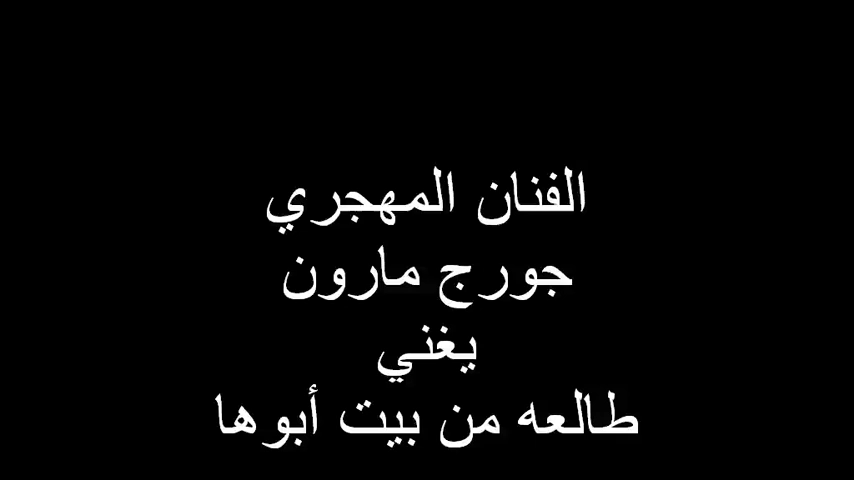 الفنان المهجري
جورج مارون
يغني
طالعه من بيت أبوها